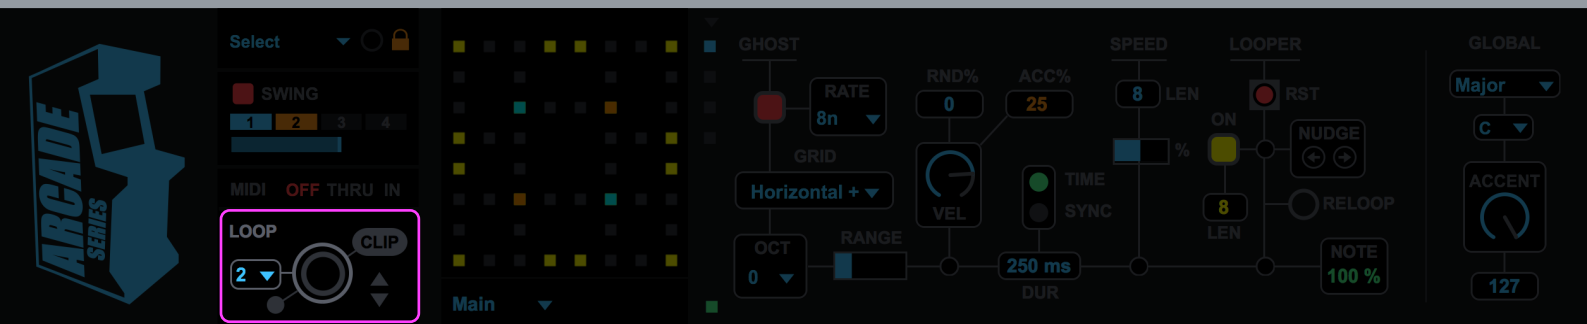 ARCADE
SERIES
Select
SWING
1 2 3 4
MIDI OFF THRU IN
LOOP
CLIP
2
Main
GHOST
RATE
8n
GRID
Horizontal +
OCT
0
RANGE
RND%
0
ACC%
25
VEL
TIME
SYNC
250 ms
DUR
SPEED
8 LEN
%
LOOPER
RST
ON
NUDGE
8
LEN
RELOOP
NOTE
100 %
GLOBAL
Major
C
ACCENT
127